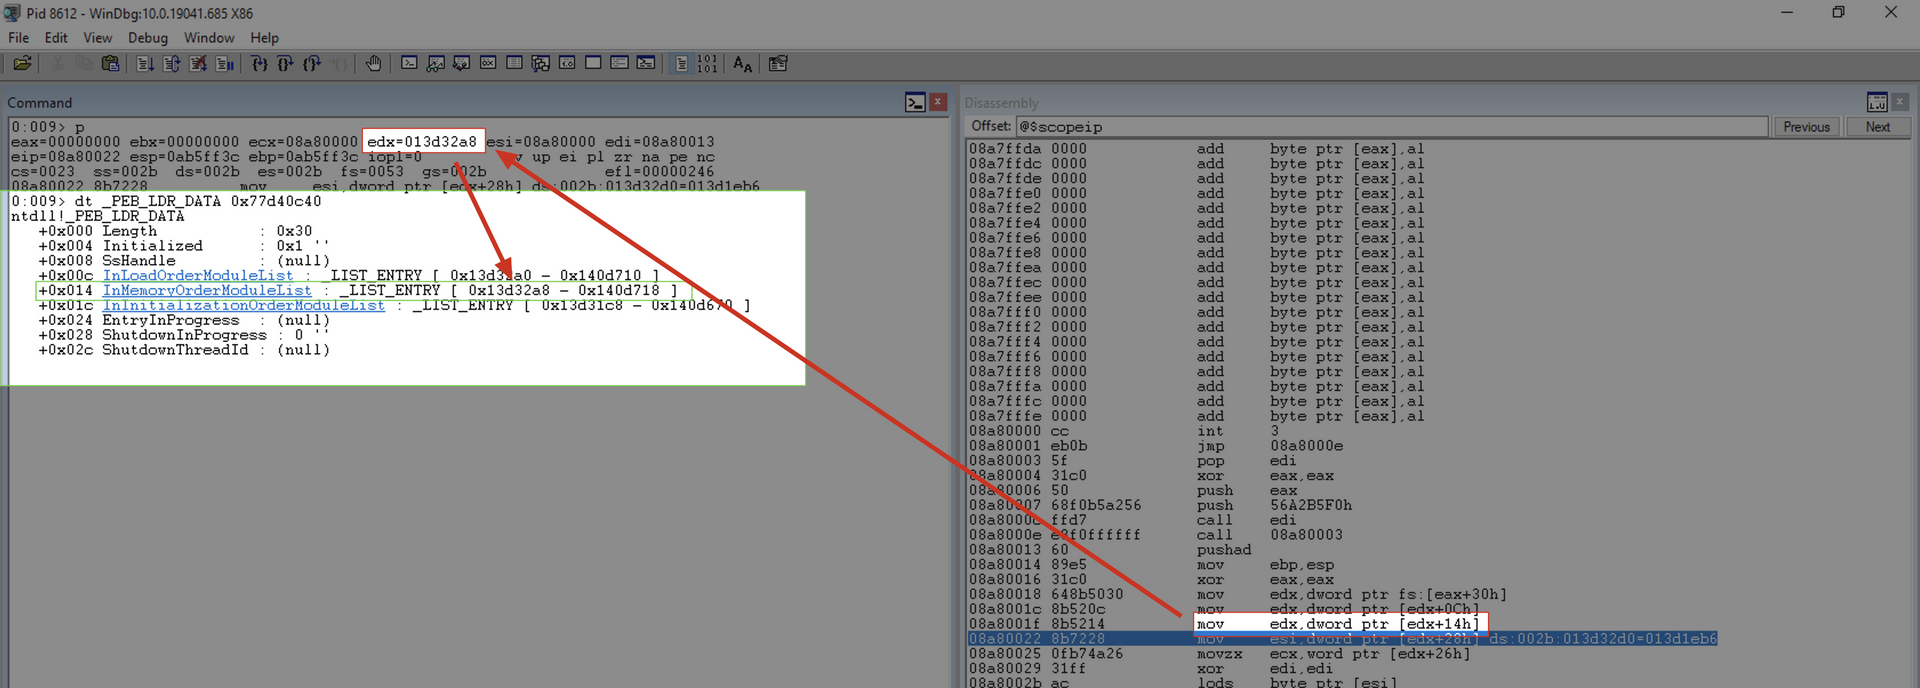 Pid 8612 - WinDbg:10.0.19041.685 X86
File Edit View Debug Window Help
Command
0:009> p
eax=00000000 ebx=00000000 ecx=08a80000 edx=013d32a8 esi=08a80000 edi=08a80013
eip=08a80022 esp=0ab5ff3c ebp=0ab5ff3c iopl=0 v up ei pl zr na pe nc
cs=0023 ss=002b ds=002b es=002b fs=0053 gs=002b efl=00000246
08a80022 8b7228 mov esi,dword ptr [edx+28h] ds:002b:013d32d0=013d1eb6
0:009> dt _PEB_LDR_DATA 0x77d40c40
ntdll!_PEB_LDR_DATA
+0x000 Length : 0x30
+0x004 Initialized : 0x1 ''
+0x008 SsHandle : (null)
+0x00c InLoadOrderModuleList : _LIST_ENTRY [ 0x13d32a0 - 0x140d710 ]
+0x014 InMemoryOrderModuleList : _LIST_ENTRY [ 0x13d32a8 - 0x140d718 ]
+0x01c InInitializationOrderModuleList : _LIST_ENTRY [ 0x13d31c8 - 0x140d670 ]
+0x024 EntryInProgress : (null)
+0x028 ShutdownInProgress : 0 ''
+0x02c ShutdownThreadId : (null)
Disassembly
Offset: @$scopeip Previous Next
08a7ffda 0000 add byte ptr [eax],al
08a7ffdc 0000 add byte ptr [eax],al
08a7ffde 0000 add byte ptr [eax],al
08a7ffe0 0000 add byte ptr [eax],al
08a7ffe2 0000 add byte ptr [eax],al
08a7ffe4 0000 add byte ptr [eax],al
08a7ffe6 0000 add byte ptr [eax],al
08a7ffe8 0000 add byte ptr [eax],al
08a7ffea 0000 add byte ptr [eax],al
08a7ffec 0000 add byte ptr [eax],al
08a7ffee 0000 add byte ptr [eax],al
08a7fff0 0000 add byte ptr [eax],al
08a7fff2 0000 add byte ptr [eax],al
08a7fff4 0000 add byte ptr [eax],al
08a7fff6 0000 add byte ptr [eax],al
08a7fff8 0000 add byte ptr [eax],al
08a7fffa 0000 add byte ptr [eax],al
08a7fffc 0000 add byte ptr [eax],al
08a7fffe 0000 add byte ptr [eax],al
08a80000 cc int 3
08a80001 eb0b jmp 08a8000e
08a80003 5f pop edi
08a80004 31c0 xor eax,eax
08a80006 50 push eax
08a80007 68f0b5a256 push 56A2B5F0h
08a8000c ffd7 call edi
08a8000e e8f0ffffff call 08a80003
08a80013 60 pushad
08a80014 89e5 mov ebp,esp
08a80016 31c0 xor eax,eax
08a80018 648b5030 mov edx,dword ptr fs:[eax+30h]
08a8001c 8b520c mov edx,dword ptr [edx+0Ch]
08a8001f 8b5214 mov edx,dword ptr [edx+14h]
08a80022 8b7228 mov esi,dword ptr [edx+28h] ds:002b:013d32d0=013d1eb6
08a80025 0fb74a26 movzx ecx,word ptr [edx+26h]
08a80029 31ff xor edi,edi
08a8002b ac lods byte ptr [esi]